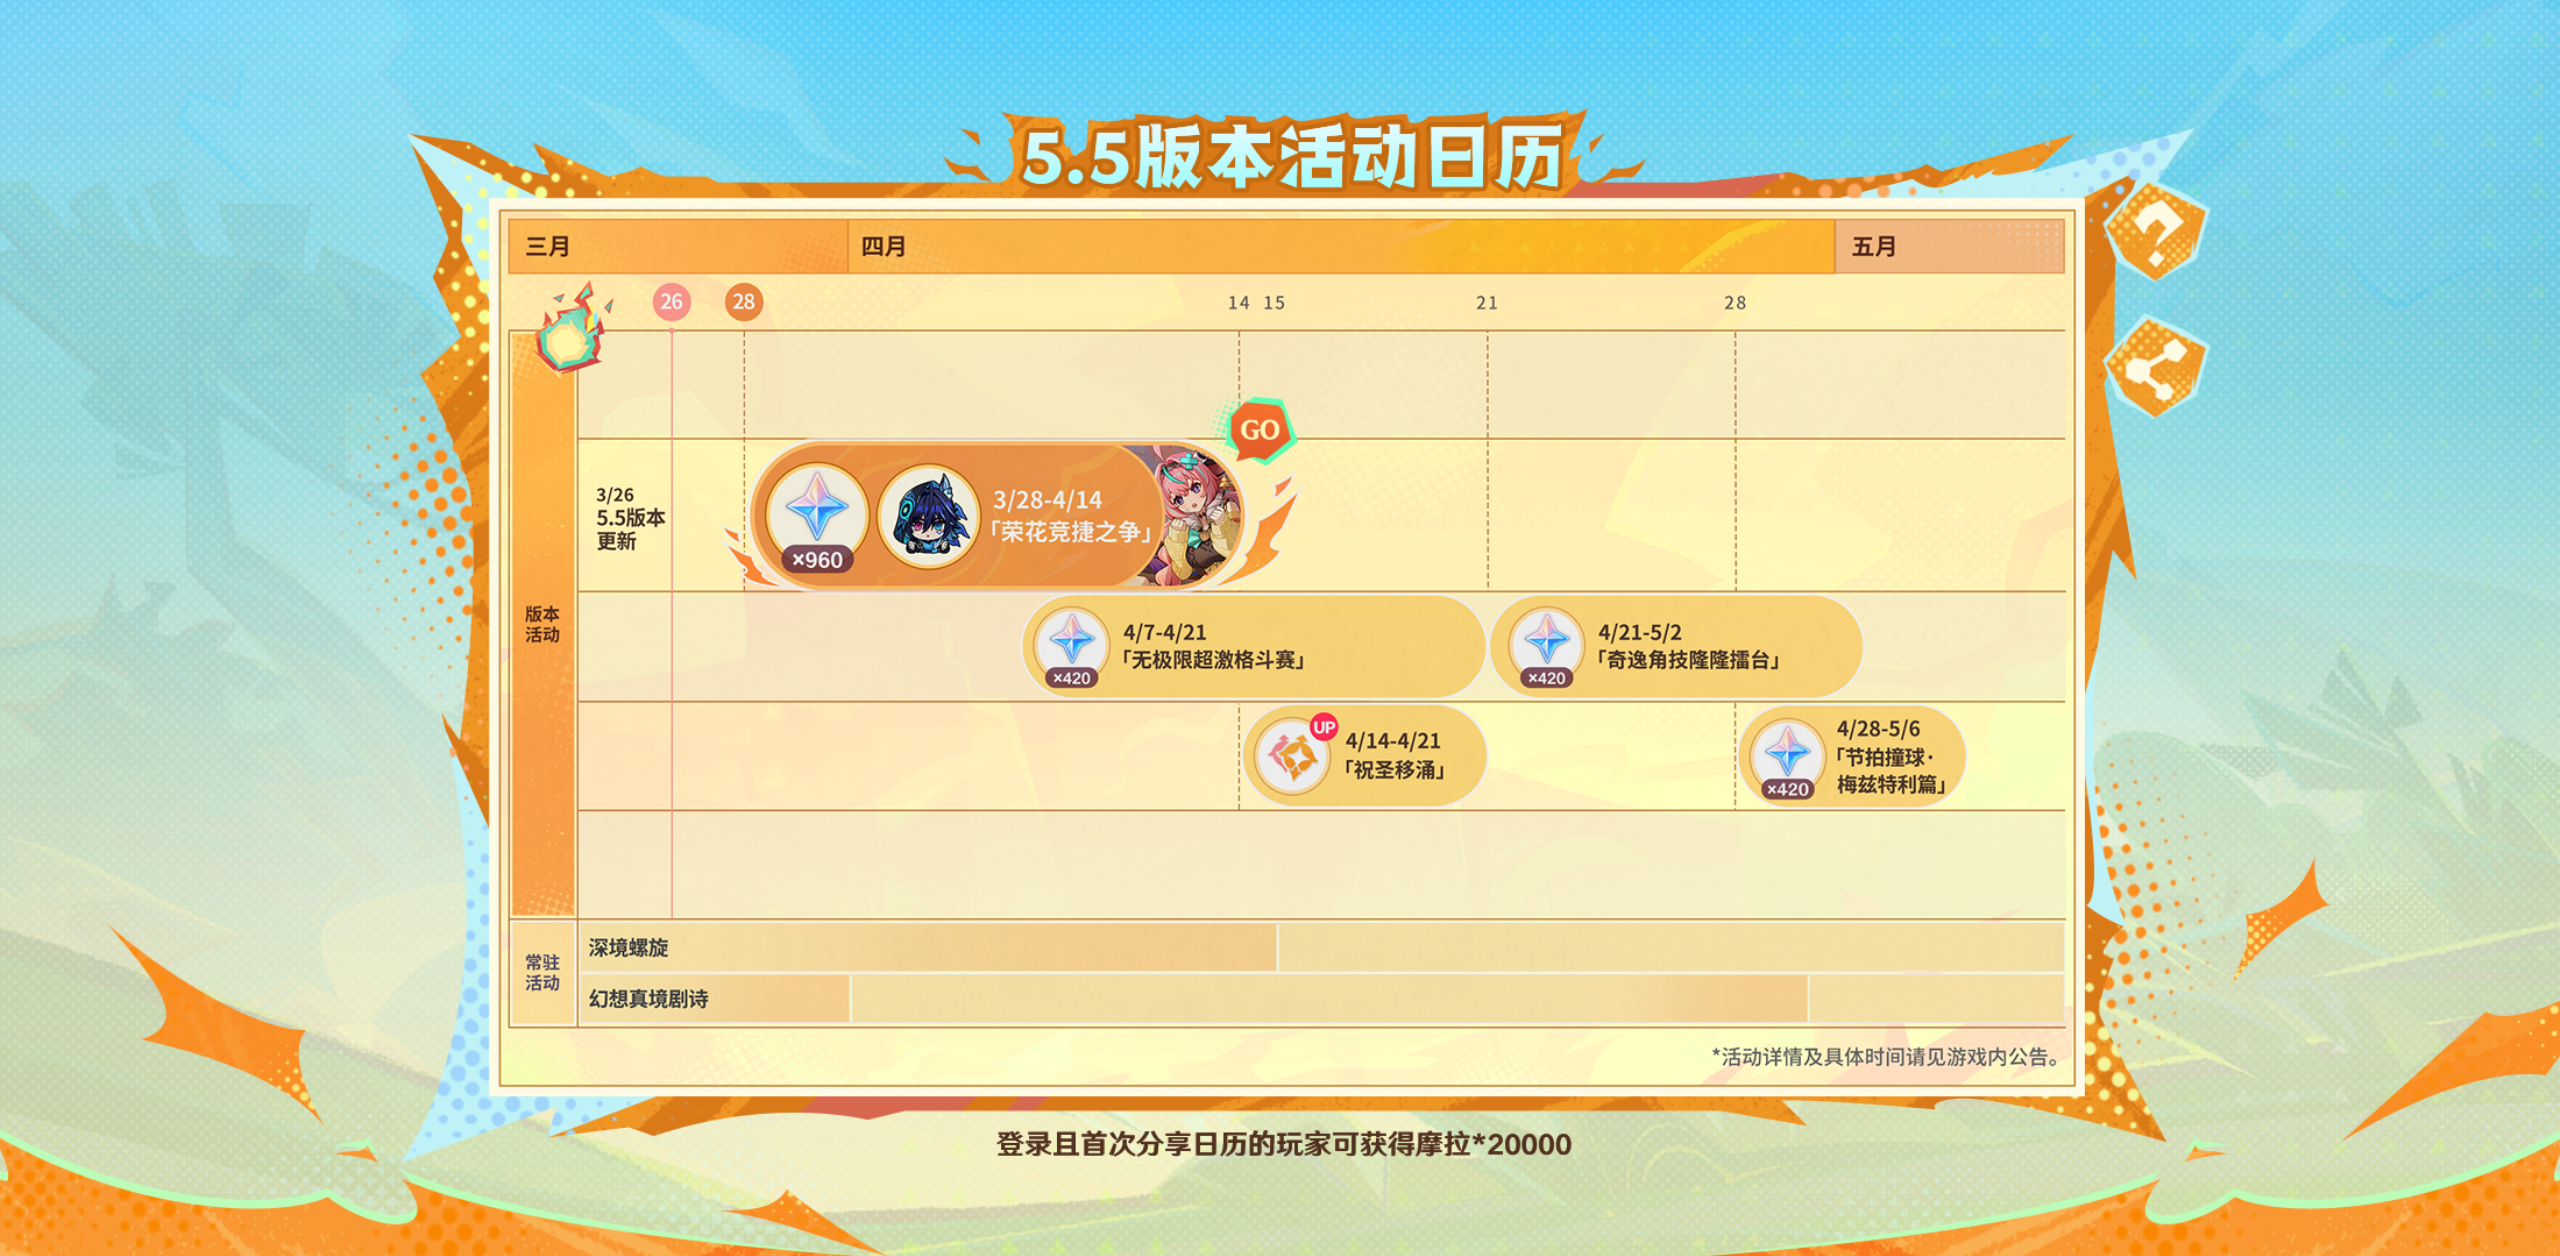 5.5版本活动日历
三月
四月
五月
26
28
14
15
21
28
GO
3/26
5.5版本
更新
×960
3/28-4/14
「荣花竞捷之争」
版本
活动
×420
4/7-4/21
「无极限超激格斗赛」
×420
4/21-5/2
「奇逸角技隆隆擂台」
UP
4/14-4/21
「祝圣移涌」
×420
4/28-5/6
「节拍撞球·
梅兹特利篇」
常驻
活动
深境螺旋
幻想真境剧诗
*活动详情及具体时间请见游戏内公告。
登录且首次分享日历的玩家可获得摩拉*20000